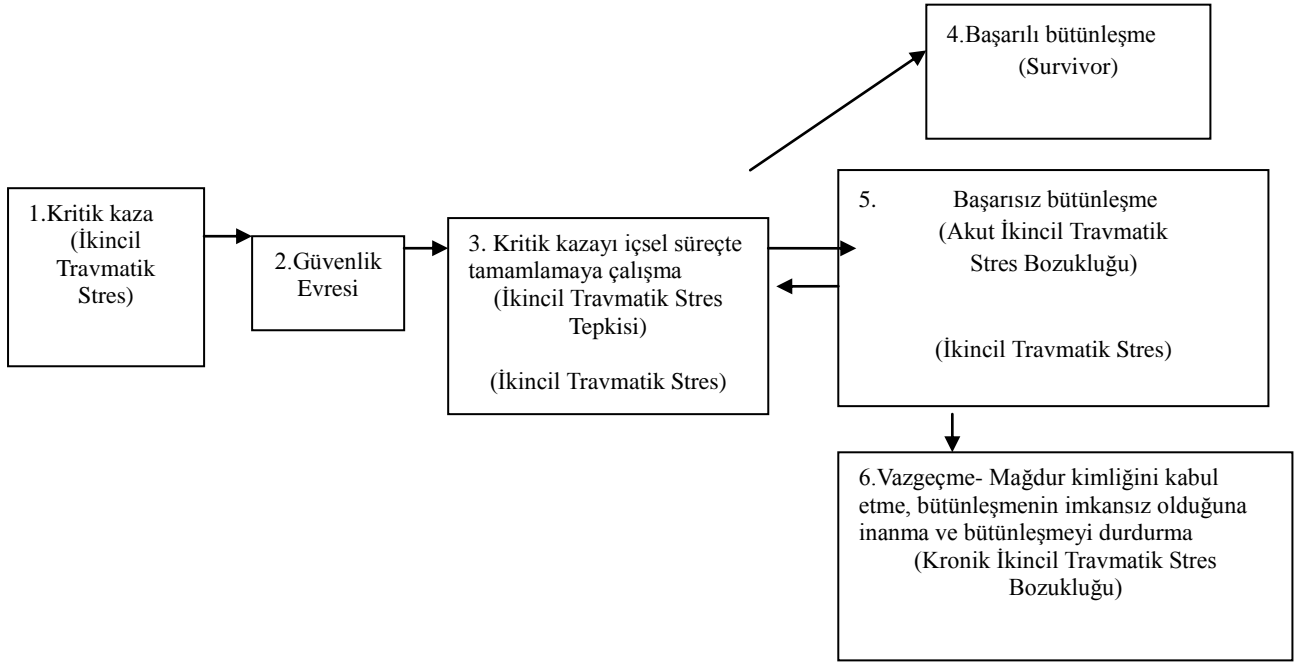 1.Kritik kaza
(İkincil
Travmatik
Stres)
2.Güvenlik
Evresi
3. Kritik kazayı içsel süreçte
tamamlamaya çalışma
(İkincil Travmatik Stres
Tepkisi)
(İkincil Travmatik Stres)
4.Başarılı bütünleşme
(Survivor)
5. Başarısız bütünleşme
(Akut İkincil Travmatik
Stres Bozukluğu)
(İkincil Travmatik Stres)
6.Vazgeçme- Mağdur kimliğini kabul
etme, bütünleşmenin imkansız olduğuna
inanma ve bütünleşmeyi durdurma
(Kronik İkincil Travmatik Stres
Bozukluğu)